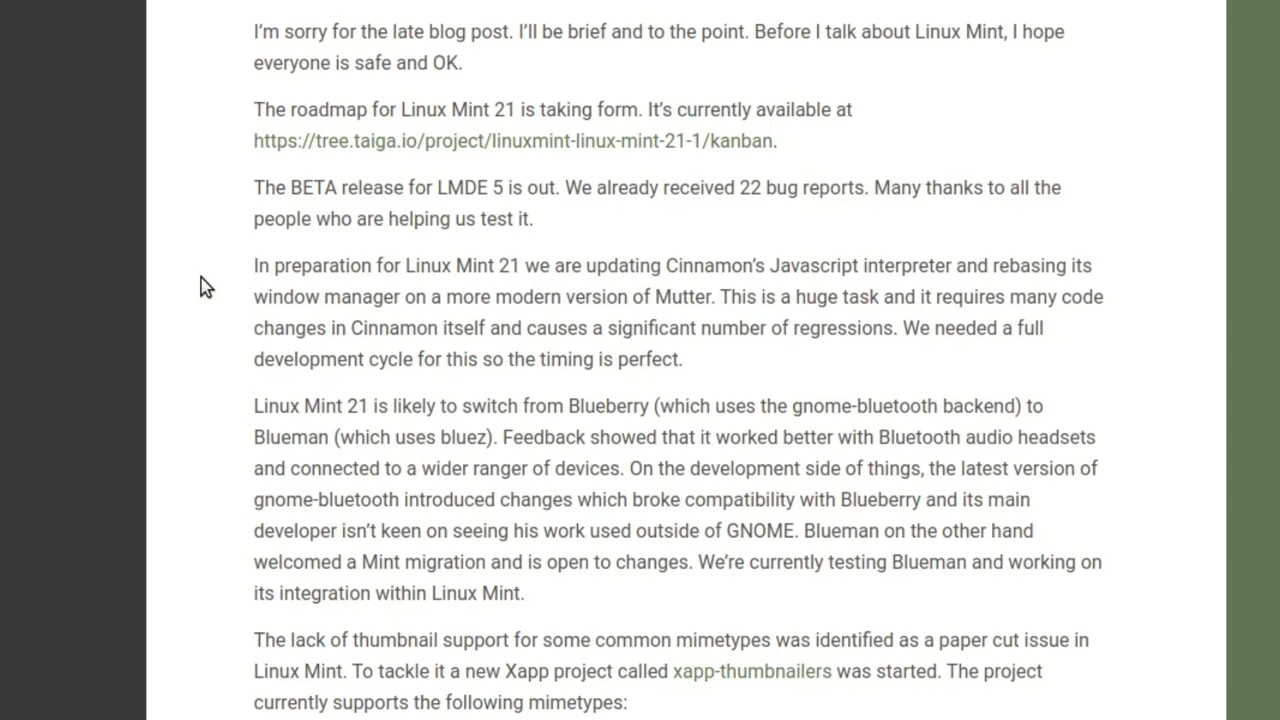 I’m sorry for the late blog post. I’ll be brief and to the point. Before I talk about Linux Mint, I hope
everyone is safe and OK.
The roadmap for Linux Mint 21 is taking form. It’s currently available at
https://tree.taiga.io/project/linuxmint-linux-mint-21-1/kanban.
The BETA release for LMDE 5 is out. We already received 22 bug reports. Many thanks to all the
people who are helping us test it.
In preparation for Linux Mint 21 we are updating Cinnamon’s Javascript interpreter and rebasing its
window manager on a more modern version of Mutter. This is a huge task and it requires many code
changes in Cinnamon itself and causes a significant number of regressions. We needed a full
development cycle for this so the timing is perfect.
Linux Mint 21 is likely to switch from Blueberry (which uses the gnome-bluetooth backend) to
Blueman (which uses bluez). Feedback showed that it worked better with Bluetooth audio headsets
and connected to a wider ranger of devices. On the development side of things, the latest version of
gnome-bluetooth introduced changes which broke compatibility with Blueberry and its main
developer isn’t keen on seeing his work used outside of GNOME. Blueman on the other hand
welcomed a Mint migration and is open to changes. We’re currently testing Blueman and working on
its integration within Linux Mint.
The lack of thumbnail support for some common mimetypes was identified as a paper cut issue in
Linux Mint. To tackle it a new Xapp project called xapp-thumbnailers was started. The project
currently supports the following mimetypes: